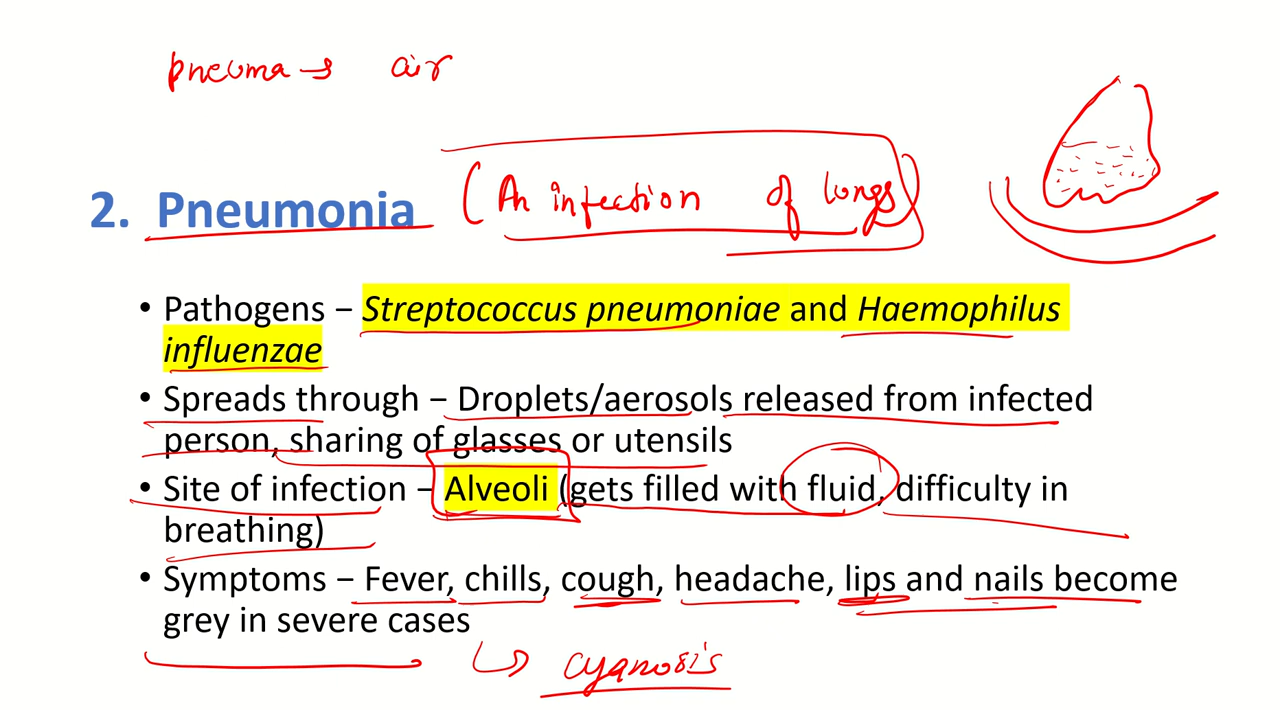 pneuma → air
2. Pneumonia (An infection of lungs)
• Pathogens – Streptococcus pneumoniae and Haemophilus
influenzae
• Spreads through – Droplets/aerosols released from infected
person, sharing of glasses or utensils
• Site of infection – Alveoli (gets filled with fluid, difficulty in
breathing)
• Symptoms – Fever, chills, cough, headache, lips and nails become
grey in severe cases
↳ cyanosis